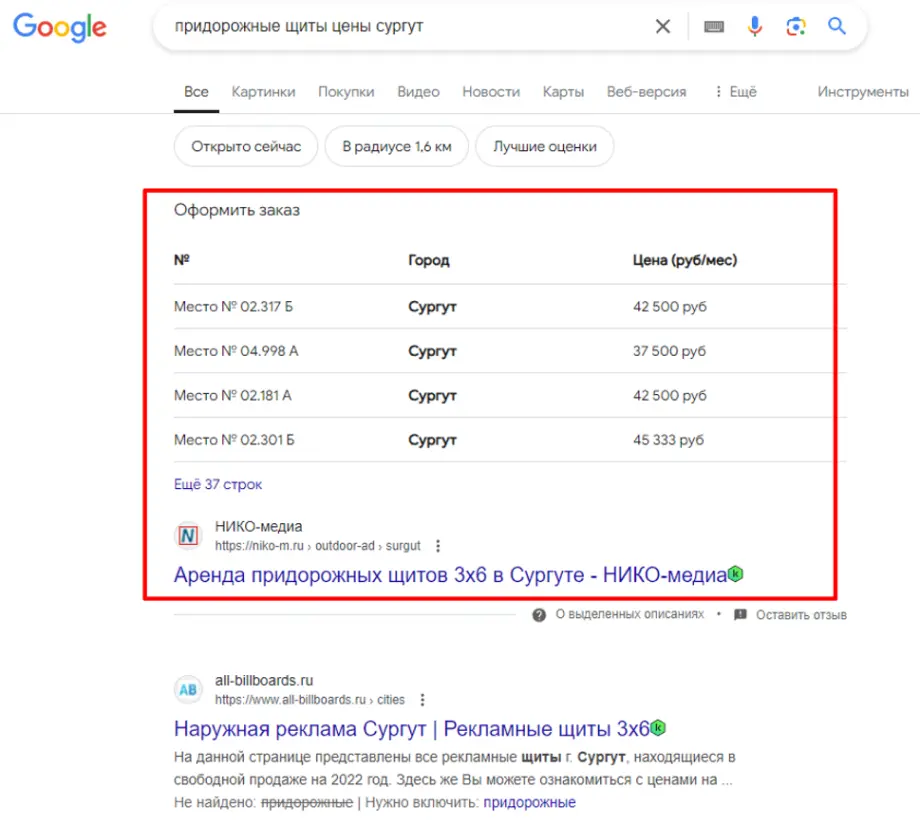 Google
придорожные щиты цены сургут
Все Картинки Покупки Видео Новости Карты Веб-версия Ещё Инструменты
Открыто сейчас В радиусе 1,6 км Лучшие оценки
Оформить заказ
№ Город Цена (руб/мес)
Место № 02.317 Б Сургут 42 500 руб
Место № 04.998 А Сургут 37 500 руб
Место № 02.181 А Сургут 42 500 руб
Место № 02.301 Б Сургут 45 333 руб
Ещё 37 строк
N НИКО-медиа
https://niko-m.ru › outdoor-ad › surgut
Аренда придорожных щитов 3х6 в Сургуте - НИКО-медиа k
О выделенных описаниях • Оставить отзыв
AB all-billboards.ru
https://www.all-billboards.ru › cities
Наружная реклама Сургут | Рекламные щиты 3х6 k
На данной странице представлены все рекламные щиты г. Сургут, находящиеся в
свободной продаже на 2022 год. Здесь же Вы можете ознакомиться с ценами на ...
Не найдено: придорожные | Нужно включить: придорожные